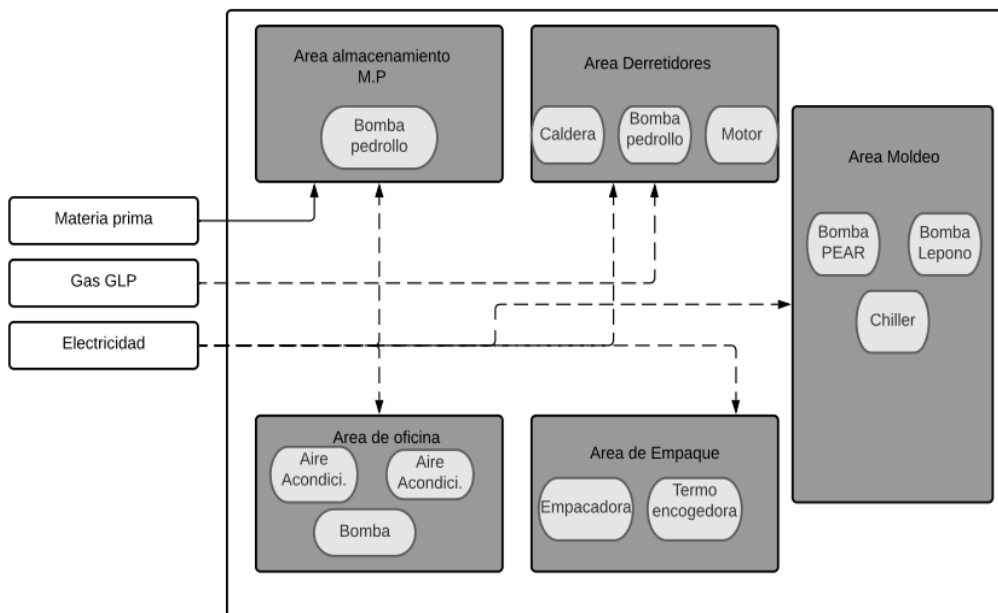 Area almacenamiento
M.P
Bomba
pedrollo
Area Derretidores
Caldera
Bomba
pedrollo
Motor
Area Moldeo
Bomba
PEAR
Bomba
Lepono
Chiller
Materia prima
Gas GLP
Electricidad
Area de oficina
Aire
Acondici.
Aire
Acondici.
Bomba
Area de Empaque
Empacadora
Termo
encogedora